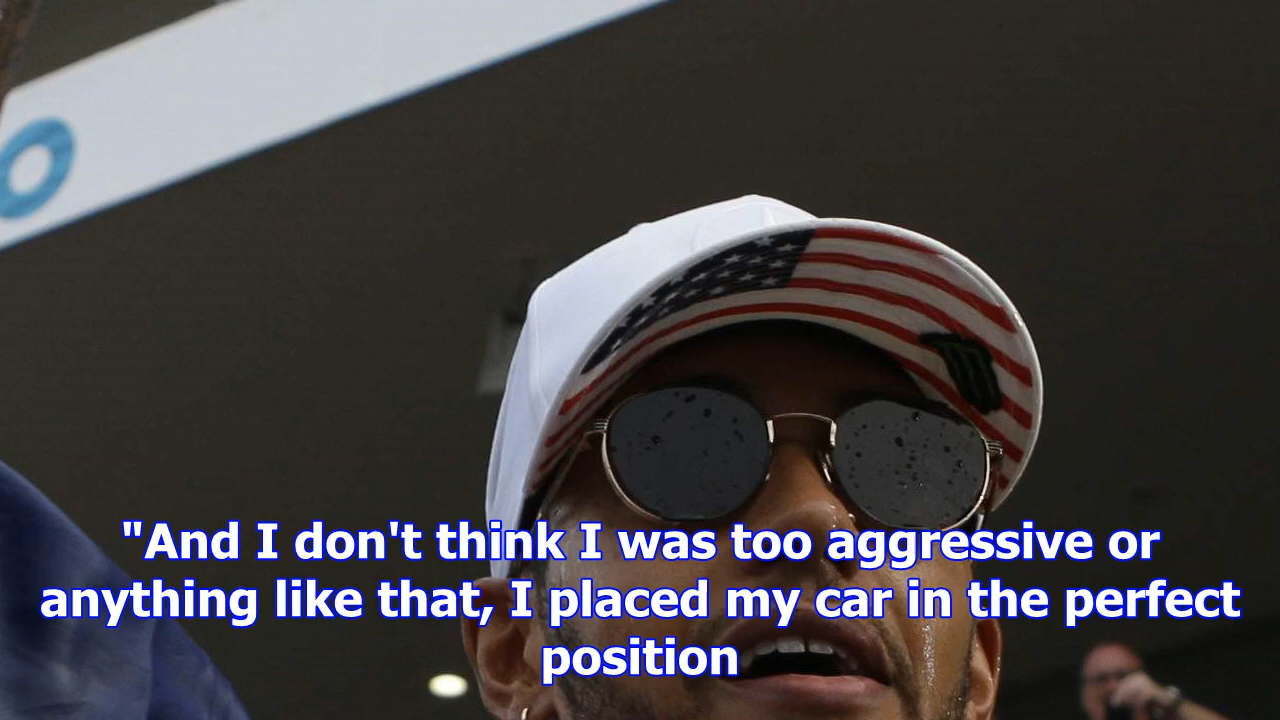 "And I don't think I was too aggressive or
anything like that, I placed my car in the perfect
position